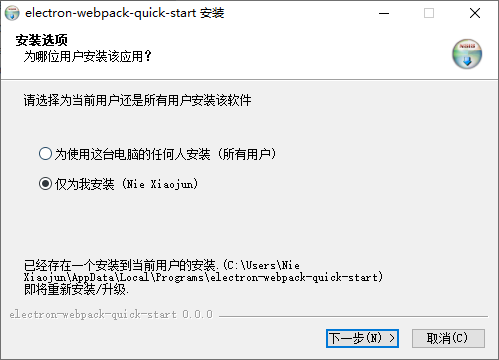 electron-webpack-quick-start 安装
安装选项
为哪位用户安装该应用？
请选择为当前用户还是所有用户安装该软件
为使用这台电脑的任何人安装 (所有用户)
仅为我安装 (Nie Xiaojun)
已经存在一个安装到当前用户的安装.(C:\Users\Nie
Xiaojun\AppData\Local\Programs\electron-webpack-quick-start)
即将重新安装/升级.
electron-webpack-quick-start 0.0.0
下一步(N) >
取消(C)